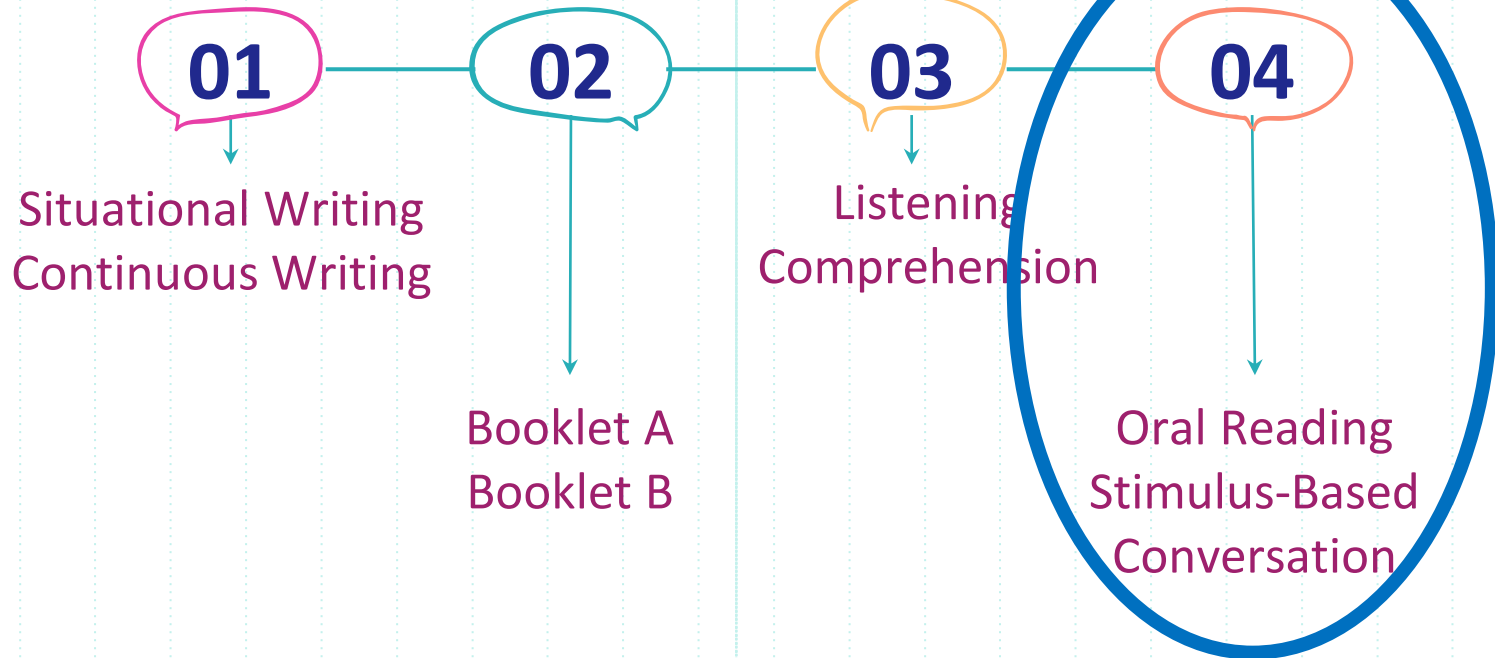 01
02
03
04
Situational Writing
Continuous Writing
Booklet A
Booklet B
Listening
Comprehension
Oral Reading
Stimulus-Based
Conversation